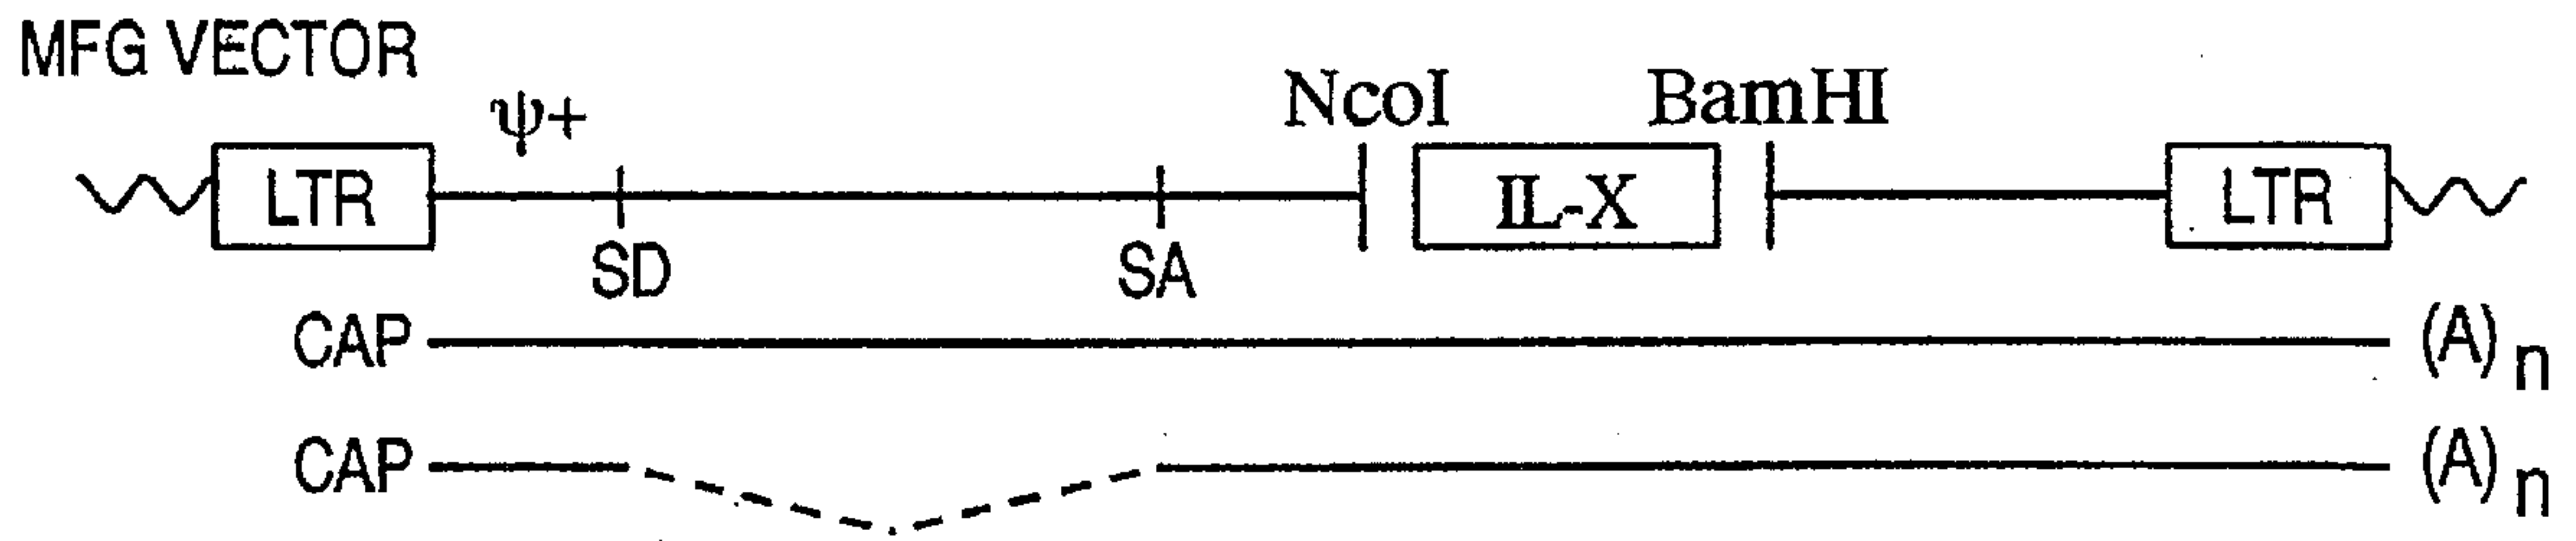 MFG VECTOR
ψ+ NcoI BamHI
LTR IL-X LTR
SD SA
CAP (A)n
CAP (A)n